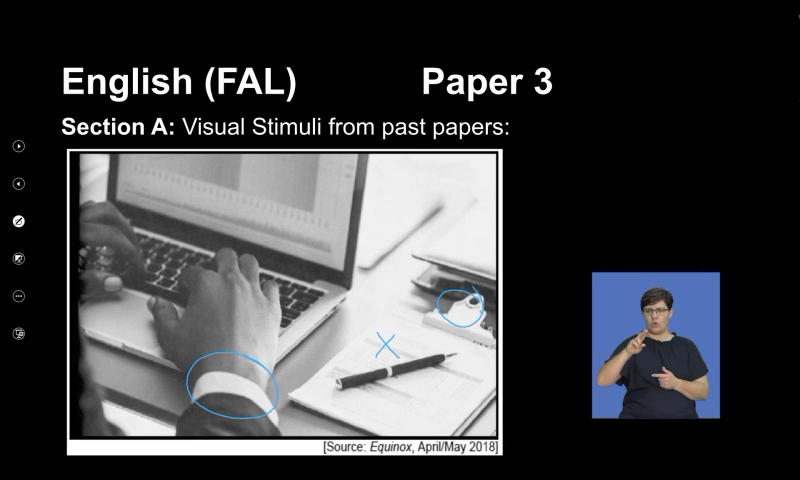 English (FAL) Paper 3
Section A: Visual Stimuli from past papers:
[Source: Equinox, April/May 2018]